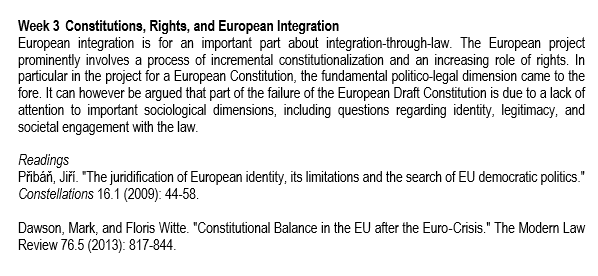 Week 3 Constitutions, Rights, and European Integration
European integration is for an important part about integration-through-law. The European project
prominently involves a process of incremental constitutionalization and an increasing role of rights. In
particular in the project for a European Constitution, the fundamental politico-legal dimension came to the
fore. It can however be argued that part of the failure of the European Draft Constitution is due to a lack of
attention to important sociological dimensions, including questions regarding identity, legitimacy, and
societal engagement with the law.
Readings
Přibáň, Jiří. "The juridification of European identity, its limitations and the search of EU democratic politics."
Constellations 16.1 (2009): 44-58.
Dawson, Mark, and Floris Witte. "Constitutional Balance in the EU after the Euro-Crisis." The Modern Law
Review 76.5 (2013): 817-844.